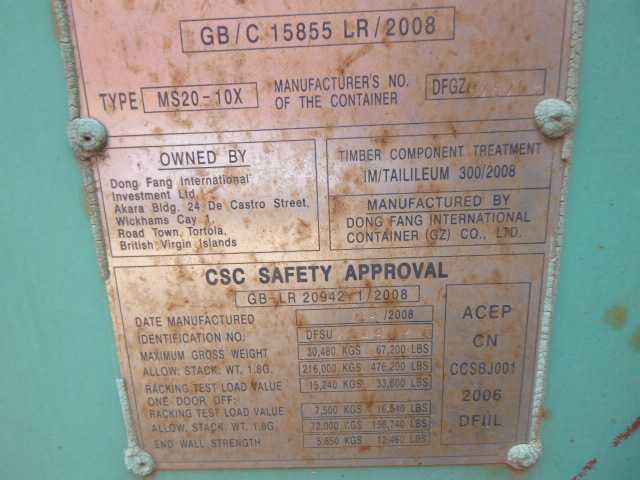 GB/C 15855 LR/2008
TYPE MS20-10X MANUFACTURER'S NO. OF THE CONTAINER DFGZ
OWNED BY
Dong Fang International
Investment Ltd.
Akara Bldg, 24 De Castro Street,
Wickhams Cay 1,
Road Town, Tortola,
British Virgin Islands
TIMBER COMPONENT TREATMENT
IM/TAILILEUM 300/2008
MANUFACTURED BY
DONG FANG INTERNATIONAL
CONTAINER (GZ) CO., LTD.
CSC SAFETY APPROVAL
GB-LR 20942-1/2008
DATE MANUFACTURED /2008
IDENTIFICATION NO: DFSU
MAXIMUM GROSS WEIGHT 30,480 KGS 67,200 LBS
ALLOW: STACK. WT. 1.8G. 216,000 KGS 476,200 LBS
RACKING TEST LOAD VALUE 15,240 KGS 33,600 LBS
ONE DOOR OFF:
RACKING TEST LOAD VALUE 7,500 KGS 16,540 LBS
ALLOW. STACK. WT. 1.8G. 72,000 KGS LBS
END WALL STRENGTH 5,650 KGS 12,460 LBS
ACEP
CN
CCSBJ001
2006
DFIIL